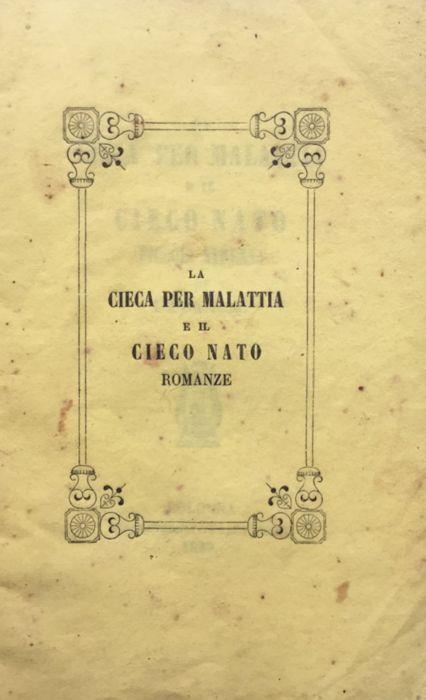 LA
CIECA PER MALATTIA
E IL
CIECO NATO
ROMANZE